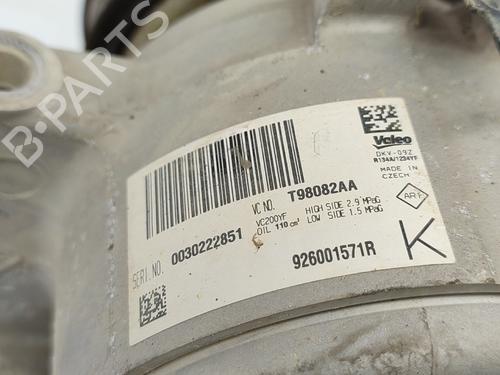 B-PARTS
Valeo
DKV-09Z
R134A/1234YF
MADE IN
CZECH
VC NO. T98082AA
VC200YF HIGH SIDE 2.9 MPaG
OIL 110 cm³ LOW SIDE 1.5 MPaG
ARF
SERI.NO. 0030222851
926001571R
K